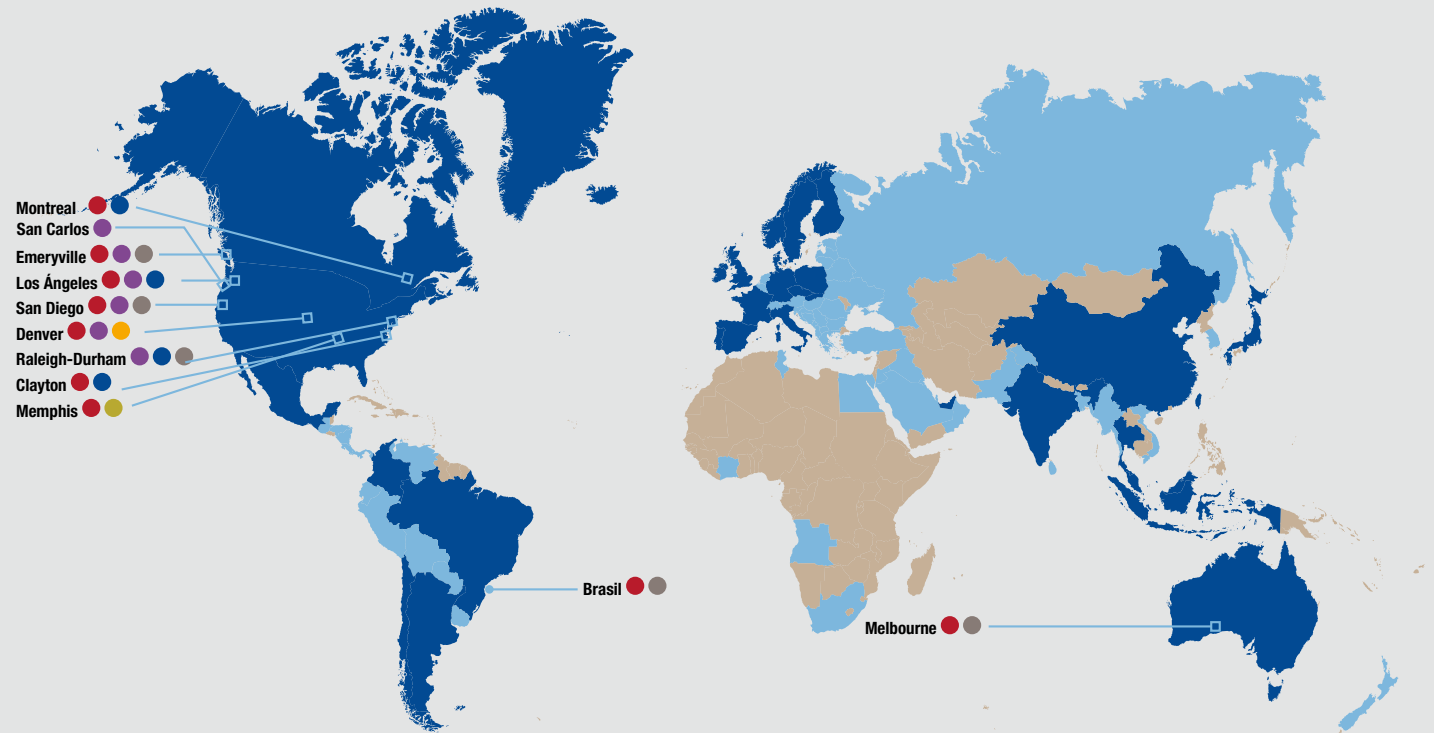 Montreal
San Carlos
Emeryville
Los Ángeles
San Diego
Denver
Raleigh-Durham
Clayton
Memphis
Brasil
Melbourne